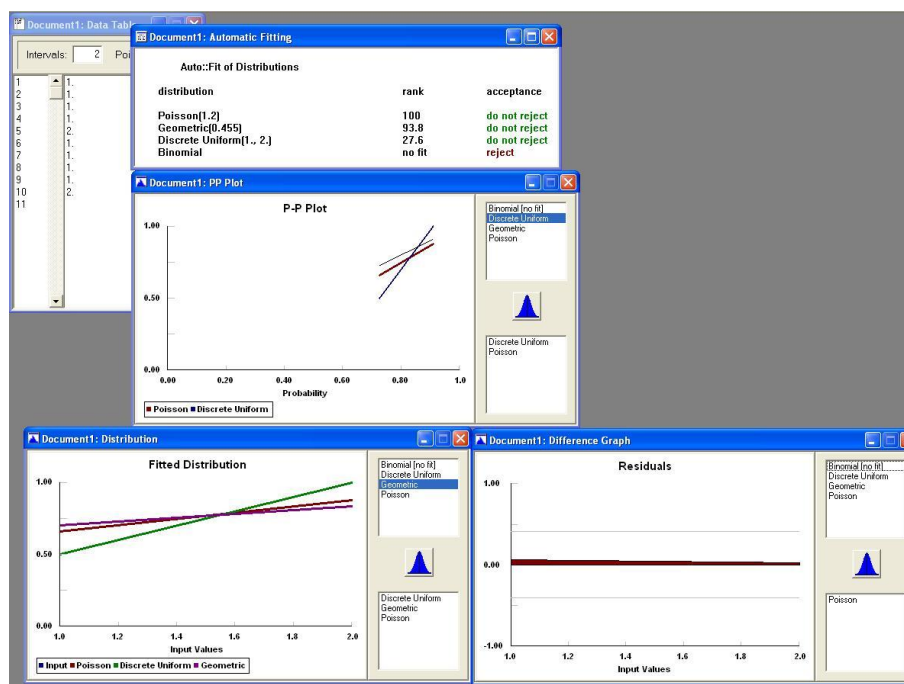 Document1: Data Table
Intervals: 2 Poi
1 1.
2 1.
3 1.
4 1.
5 2.
6 1.
7 1.
8 1.
9 1.
10 2.
11
Document1: Automatic Fitting
Auto::Fit of Distributions
distribution rank acceptance
Poisson(1.2) 100 do not reject
Geometric(0.455) 93.8 do not reject
Discrete Uniform(1., 2.) 27.6 do not reject
Binomial no fit reject
Document1: PP Plot
P-P Plot
1.00
0.50
0.00
0.00 0.20 0.40 0.60 0.80 1.0
Probability
Poisson Discrete Uniform
Binomial [no fit]
Discrete Uniform
Geometric
Poisson
Discrete Uniform
Poisson
Document1: Distribution
Fitted Distribution
1.00
0.50
0.00
1.0 1.2 1.4 1.6 1.8 2.0
Input Values
Input Poisson Discrete Uniform Geometric
Binomial [no fit]
Discrete Uniform
Geometric
Poisson
Discrete Uniform
Geometric
Poisson
Document1: Difference Graph
Residuals
1.00
0.00
-1.00
1.0 1.2 1.4 1.6 1.8 2.0
Input Values
Binomial [no fit]
Discrete Uniform
Geometric
Poisson
Poisson